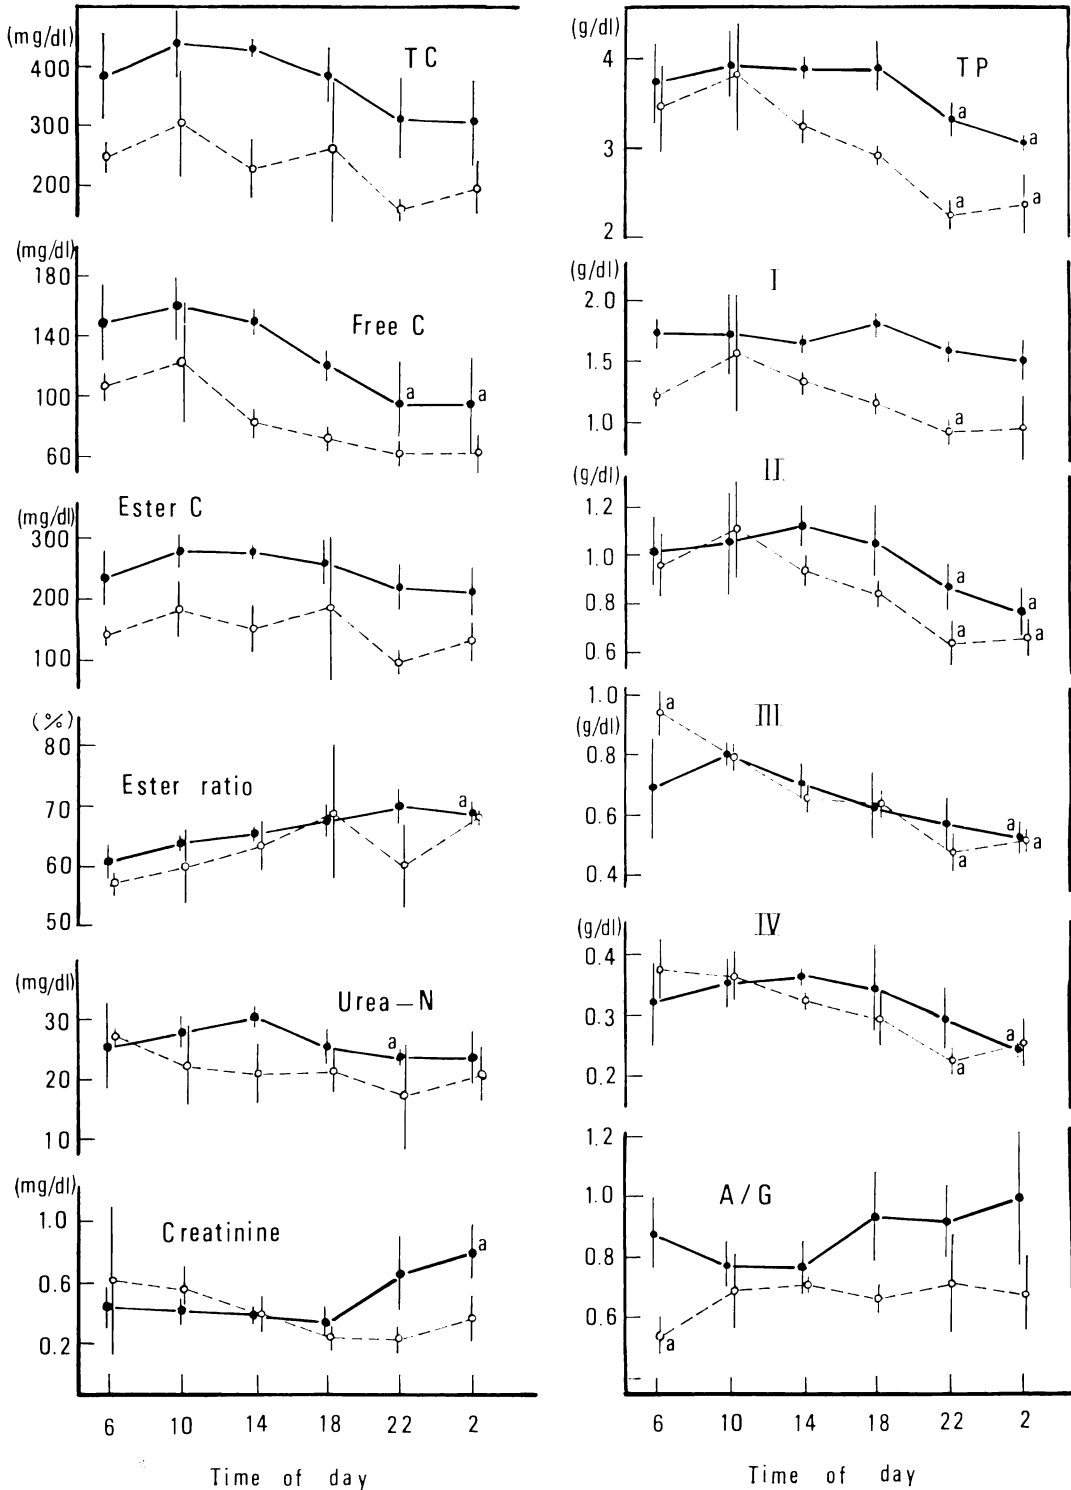 (mg/dl)
TC
400
300
200
(mg/dl)
180
Free C
140
100
a a
60
Ester C
(mg/dl)
300
200
100
(%)
80
Ester ratio
70
a
60
50
(mg/dl)
Urea-N
30
a
20
10
(mg/dl)
1.0
Creatinine
a
0.6
0.2
6 10 14 18 22 2
Time of day
(g/dl)
4
TP
a
a
3
a
a
2
(g/dl)
I
2.0
1.5
a
1.0
II
(g/dl)
1.2
1.0
a
0.8
a
a
a
0.6
1.0
a
III
(g/dl)
0.8
a
0.6
a
a
0.4
IV
(g/dl)
0.4
0.3
a
a
0.2
1.2
A/G
1.0
0.8
0.6
a
6 10 14 18 22 2
Time of day